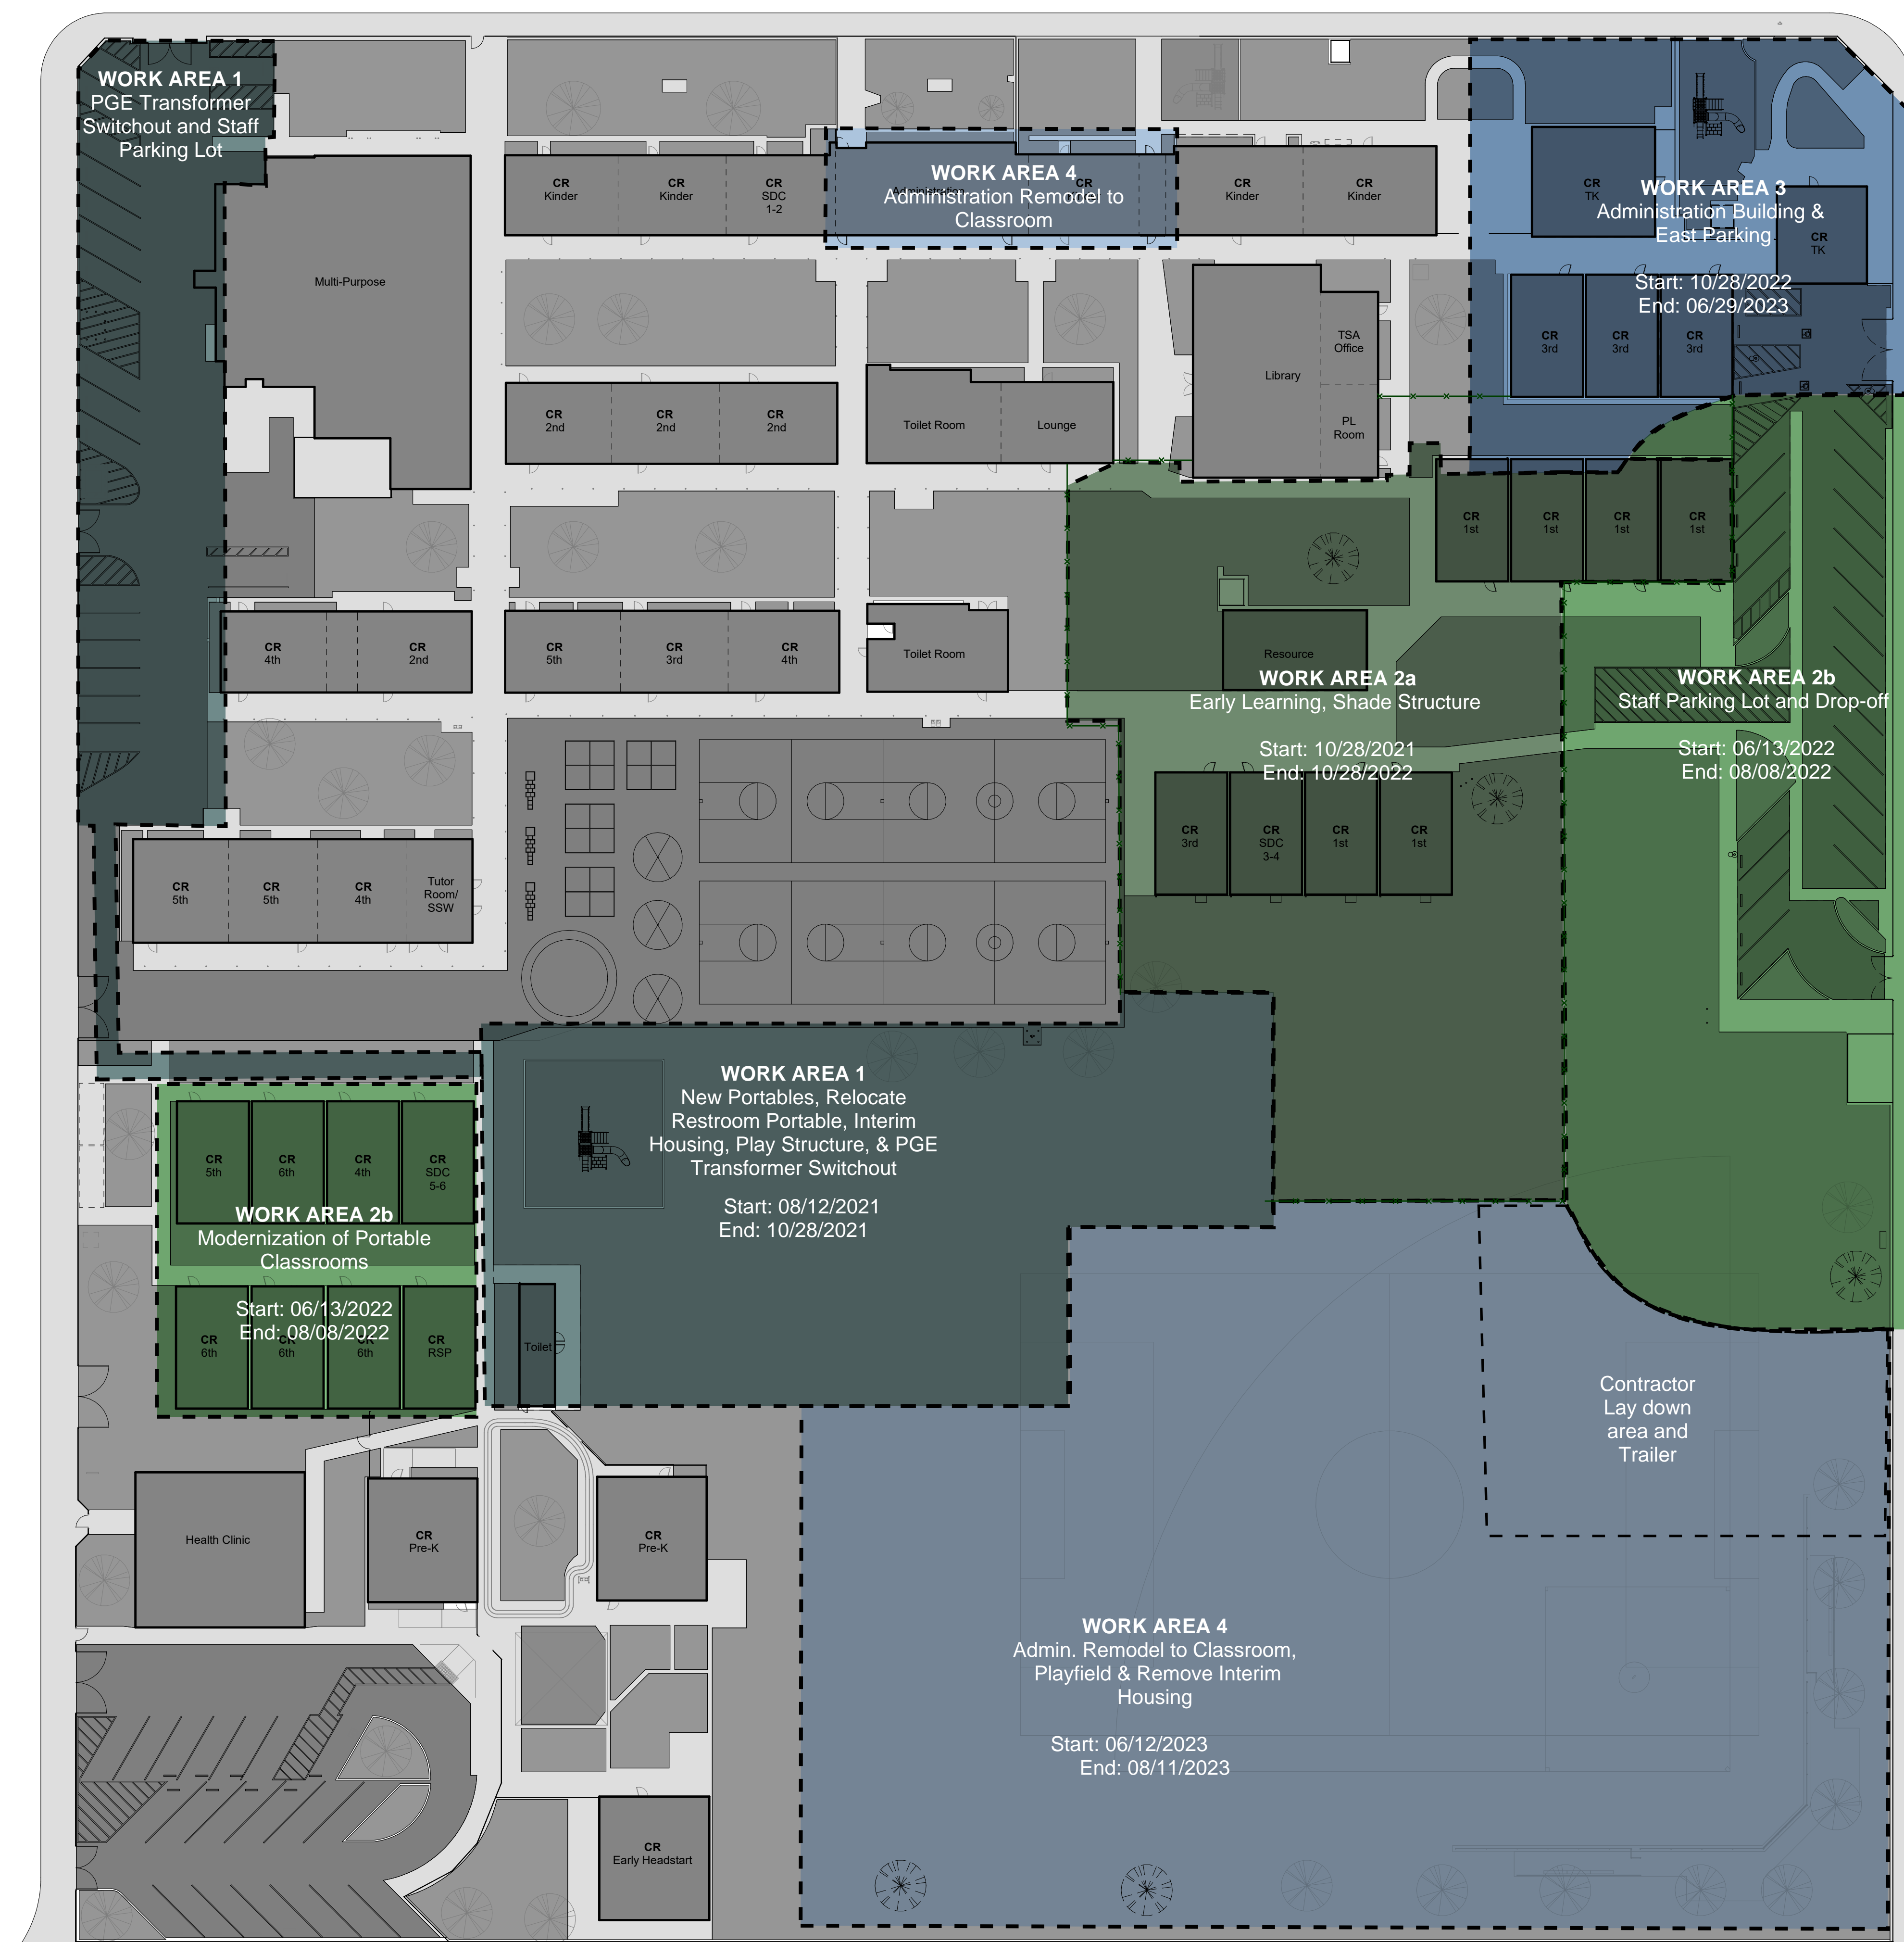 WORK AREA 1
PGE Transformer
Switchout and Staff
Parking Lot
CR
Kinder
CR
Kinder
CR
SDC
1-2
Administration
CR
WORK AREA 4
Administration Remodel to
Classroom
CR
Kinder
CR
Kinder
CR
TK
CR
TK
WORK AREA 3
Administration Building &
East Parking
Start: 10/28/2022
End: 06/29/2023
CR
3rd
CR
3rd
CR
3rd
Multi-Purpose
Library
TSA
Office
PL
Room
CR
2nd
CR
2nd
CR
2nd
Toilet Room
Lounge
CR
1st
CR
1st
CR
1st
CR
1st
CR
4th
CR
2nd
CR
5th
CR
3rd
CR
4th
Toilet Room
Resource
WORK AREA 2a
Early Learning, Shade Structure
Start: 10/28/2021
End: 10/28/2022
WORK AREA 2b
Staff Parking Lot and Drop-off
Start: 06/13/2022
End: 08/08/2022
CR
3rd
CR
SDC
3-4
CR
1st
CR
1st
CR
5th
CR
5th
CR
4th
Tutor
Room/
SSW
WORK AREA 1
New Portables, Relocate
Restroom Portable, Interim
Housing, Play Structure, & PGE
Transformer Switchout
Start: 08/12/2021
End: 10/28/2021
CR
5th
CR
6th
CR
4th
CR
SDC
5-6
WORK AREA 2b
Modernization of Portable
Classrooms
Start: 06/13/2022
End: 08/08/2022
CR
6th
CR
6th
CR
6th
CR
RSP
Toilet
Contractor
Lay down
area and
Trailer
Health Clinic
CR
Pre-K
CR
Pre-K
WORK AREA 4
Admin. Remodel to Classroom,
Playfield & Remove Interim
Housing
Start: 06/12/2023
End: 08/11/2023
CR
Early Headstart